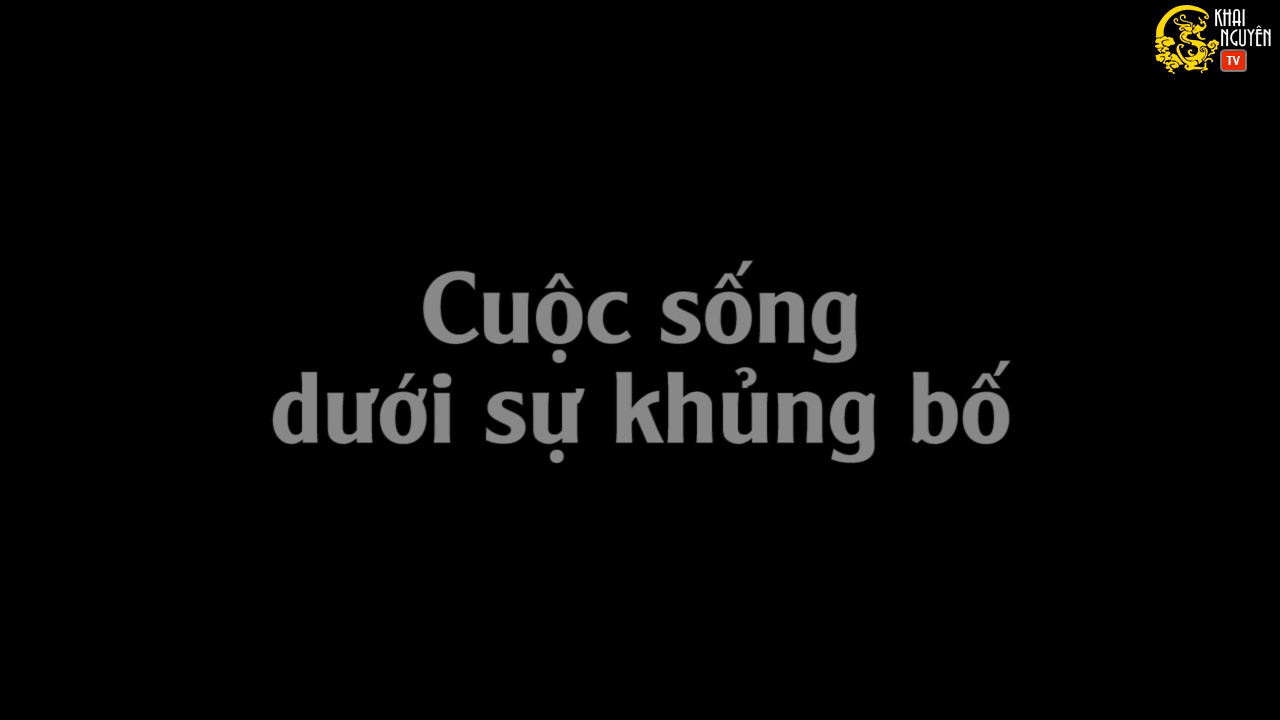 KHAI
NGUYÊN
TV
Cuộc sống
dưới sự khủng bố